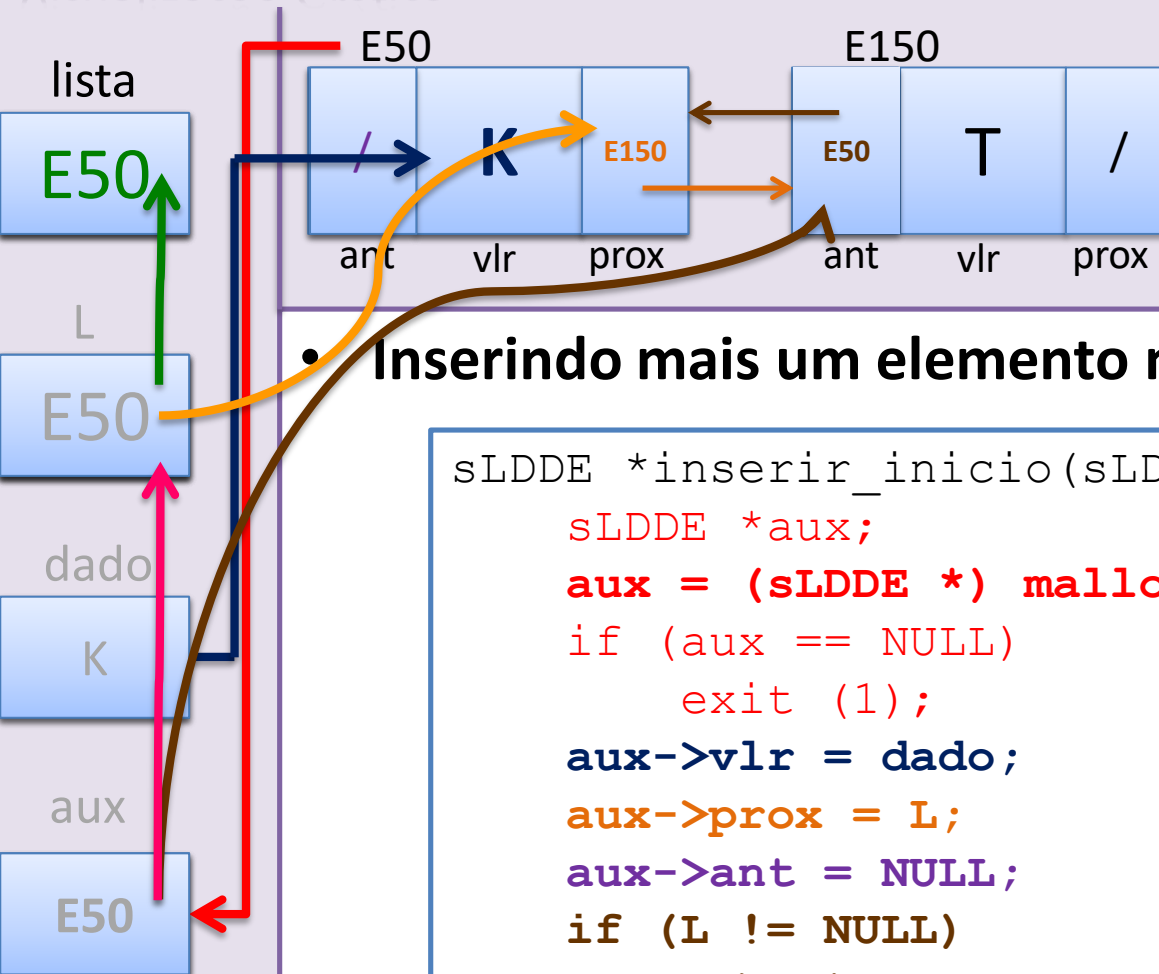 lista
E50
L
E50
dado
K
aux
E50
E50
E150
/ K E150
E50 T /
ant vlr prox
ant vlr prox
• Inserindo mais um elemento
sLDDE *inserir_inicio(sLD
sLDDE *aux;
aux = (sLDDE *) mallo
if (aux == NULL)
exit (1);
aux->vlr = dado;
aux->prox = L;
aux->ant = NULL;
if (L != NULL)